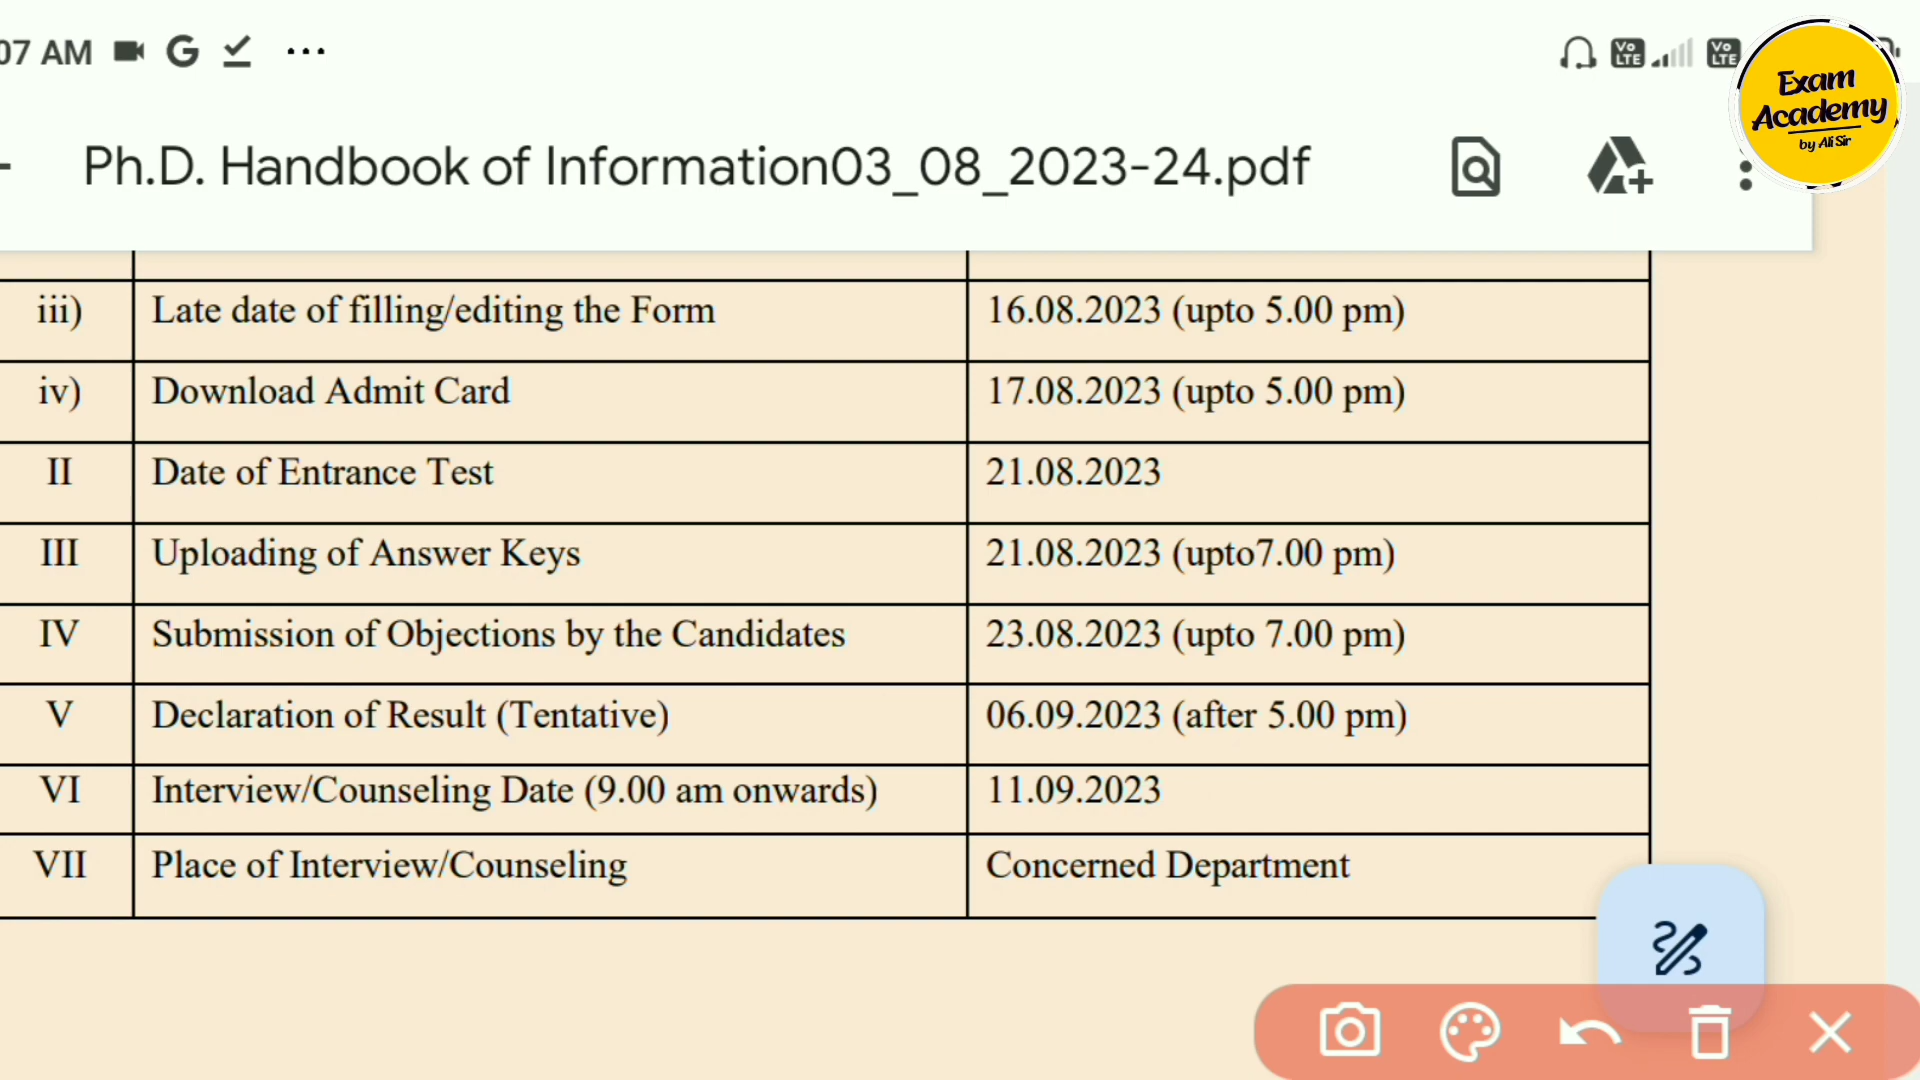 07 AM
Vo LTE Vo LTE
Exam
Academy
by Ali Sir
Ph.D. Handbook of Information03_08_2023-24.pdf
iii) Late date of filling/editing the Form 16.08.2023 (upto 5.00 pm)
iv) Download Admit Card 17.08.2023 (upto 5.00 pm)
II Date of Entrance Test 21.08.2023
III Uploading of Answer Keys 21.08.2023 (upto7.00 pm)
IV Submission of Objections by the Candidates 23.08.2023 (upto 7.00 pm)
V Declaration of Result (Tentative) 06.09.2023 (after 5.00 pm)
VI Interview/Counseling Date (9.00 am onwards) 11.09.2023
VII Place of Interview/Counseling Concerned Department